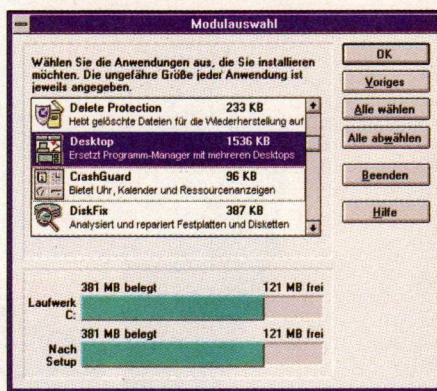 Modulauswahl
Wählen Sie die Anwendungen aus, die Sie installieren
möchten. Die ungefähre Größe jeder Anwendung ist
jeweils angegeben.
Delete Protection 233 KB
Hebt gelöschte Dateien für die Wiederherstellung auf
Desktop 1536 KB
Ersetzt Programm-Manager mit mehreren Desktops
CrashGuard 96 KB
Bietet Uhr, Kalender und Ressourcenanzeigen
DiskFix 387 KB
Analysiert und repariert Festplatten und Disketten
OK
Voriges
Alle wählen
Alle abwählen
Beenden
Hilfe
381 MB belegt 121 MB frei
Laufwerk
C:
381 MB belegt 121 MB frei
Nach
Setup